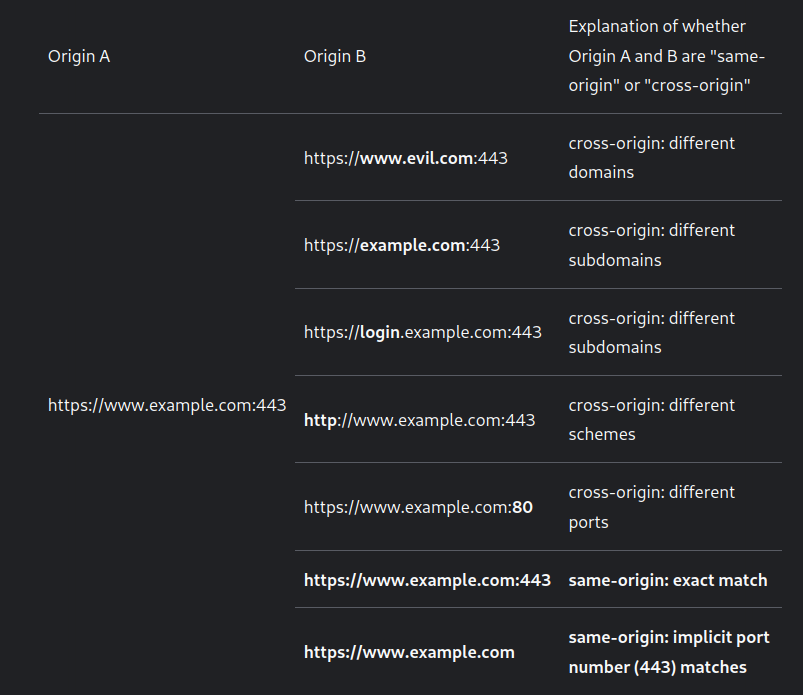 Origin A
Origin B
Explanation of whether
Origin A and B are "same-
origin" or "cross-origin"
https://www.example.com:443
https://www.evil.com:443
cross-origin: different
domains
https://example.com:443
cross-origin: different
subdomains
https://login.example.com:443
cross-origin: different
subdomains
http://www.example.com:443
cross-origin: different
schemes
https://www.example.com:80
cross-origin: different
ports
https://www.example.com:443
same-origin: exact match
https://www.example.com
same-origin: implicit port
number (443) matches